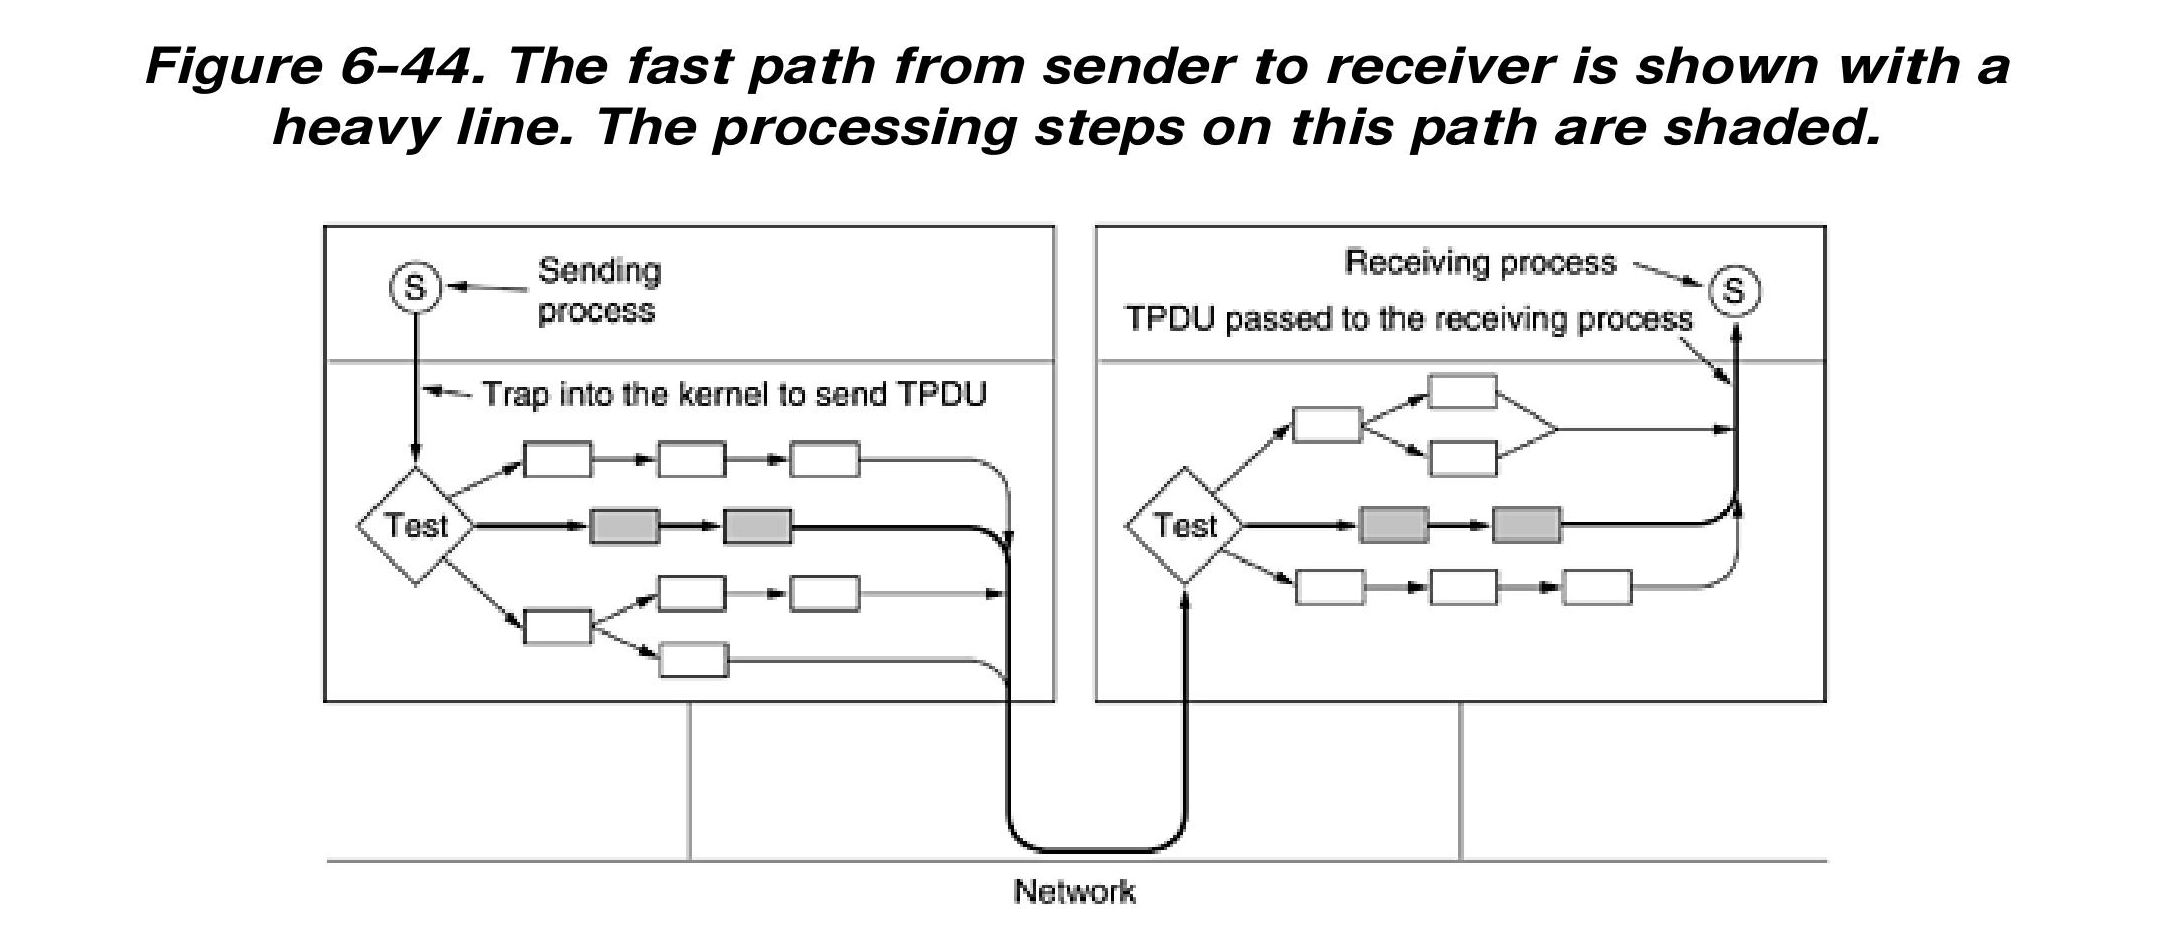 Figure 6-44. The fast path from sender to receiver is shown with a
heavy line. The processing steps on this path are shaded.
S
Sending
process
Trap into the kernel to send TPDU
Test
Receiving process
S
TPDU passed to the receiving process
Test
Network